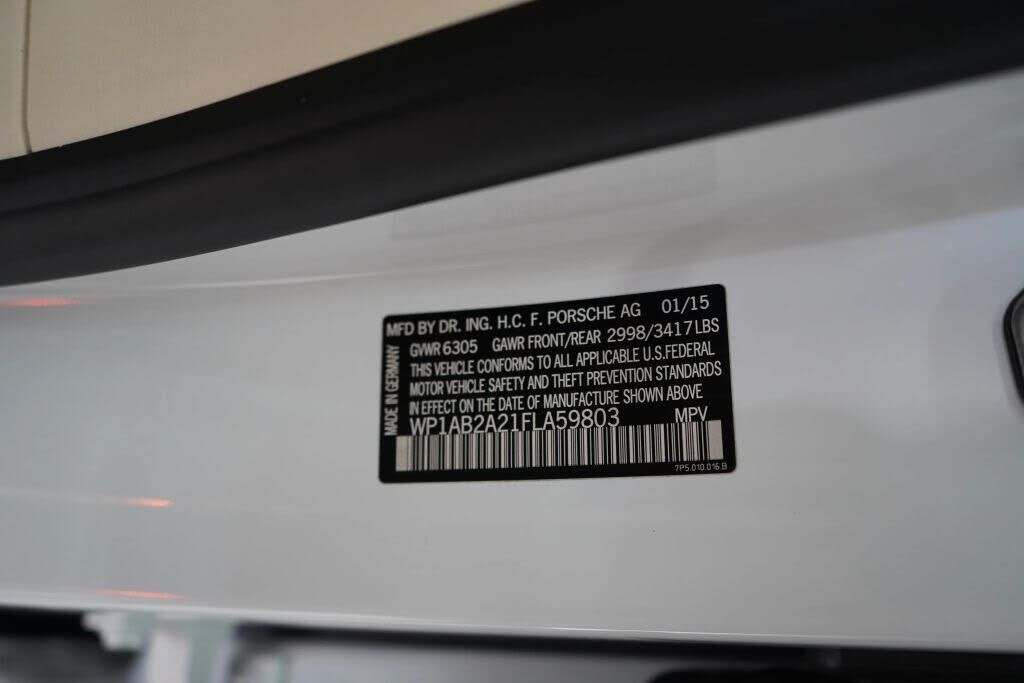 MFD BY DR. ING. H.C. F. PORSCHE AG 01/15
GVWR 6305 GAWR FRONT/REAR 2998/3417LBS
THIS VEHICLE CONFORMS TO ALL APPLICABLE U.S.FEDERAL
MOTOR VEHICLE SAFETY AND THEFT PREVENTION STANDARDS
IN EFFECT ON THE DATE OF MANUFACTURE SHOWN ABOVE
WP1AB2A21FLA59803 MPV
7P5.010.016.B
MADE IN GERMANY